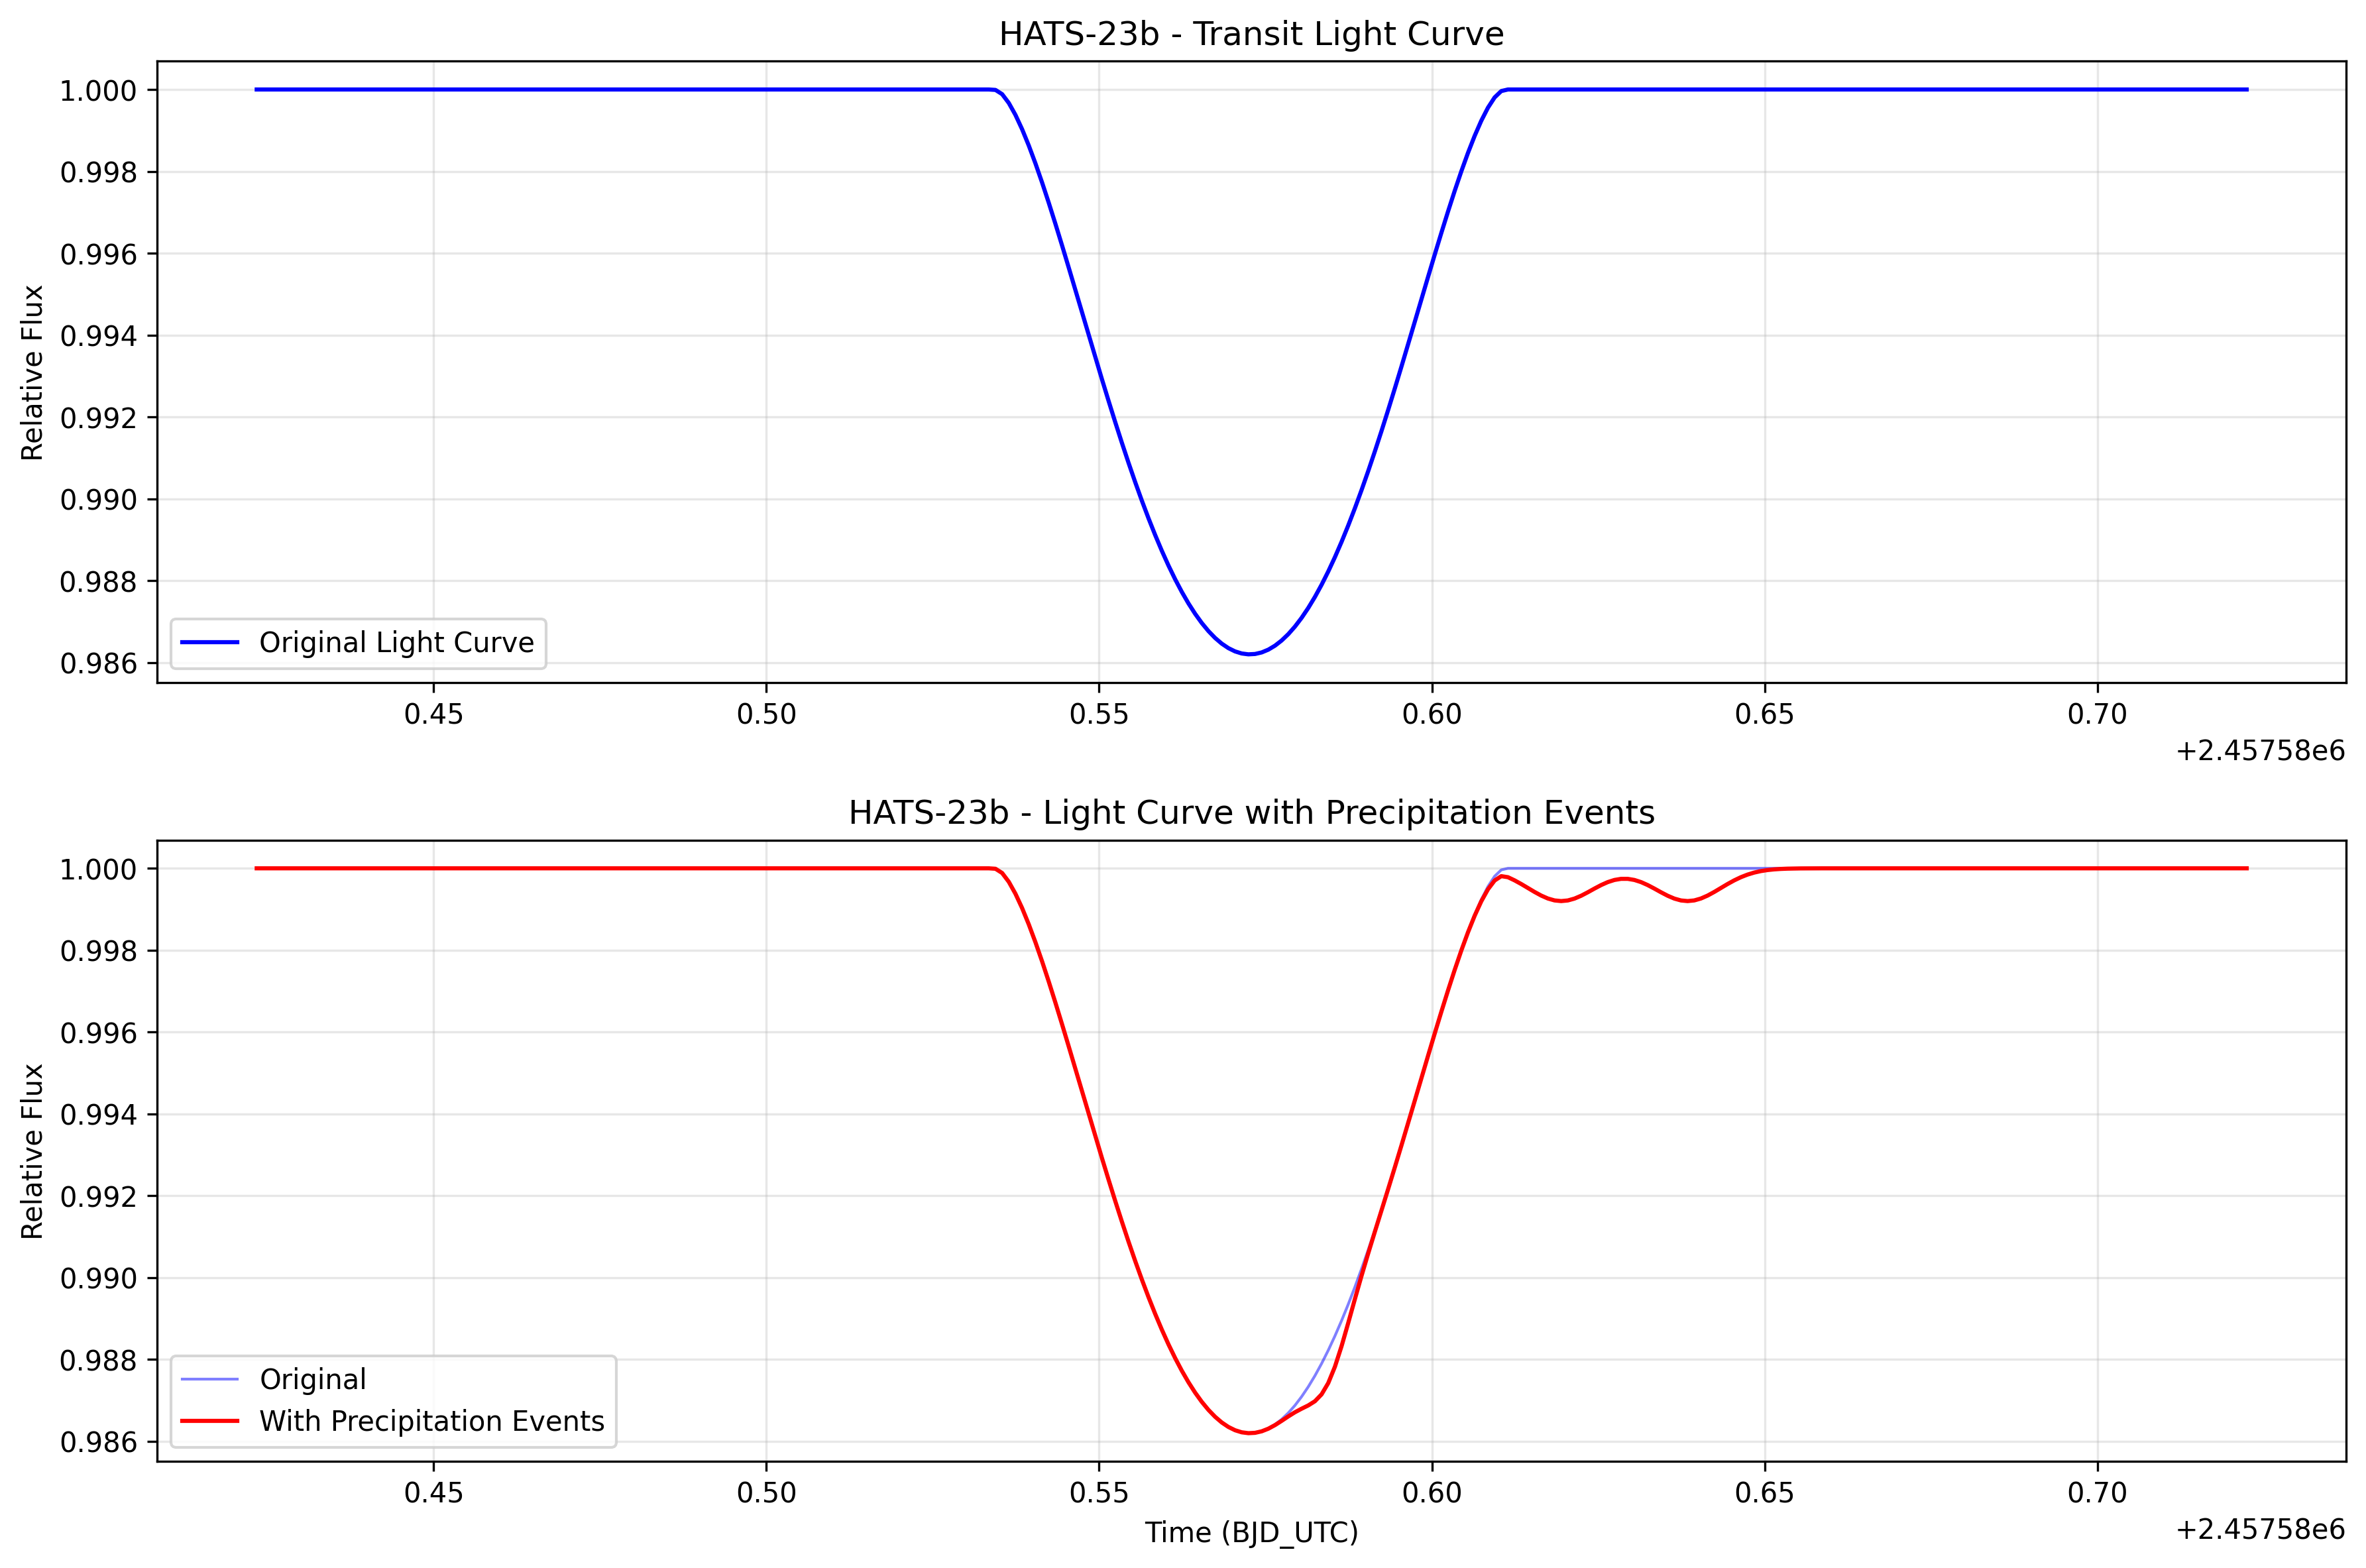 HATS-23b - Transit Light Curve
Relative Flux
1.000
0.998
0.996
0.994
0.992
0.990
0.988
0.986
Original Light Curve
0.45 0.50 0.55 0.60 0.65 0.70
+2.45758e6
HATS-23b - Light Curve with Precipitation Events
Relative Flux
1.000
0.998
0.996
0.994
0.992
0.990
0.988
0.986
Original
With Precipitation Events
0.45 0.50 0.55 0.60 0.65 0.70
Time (BJD_UTC)
+2.45758e6